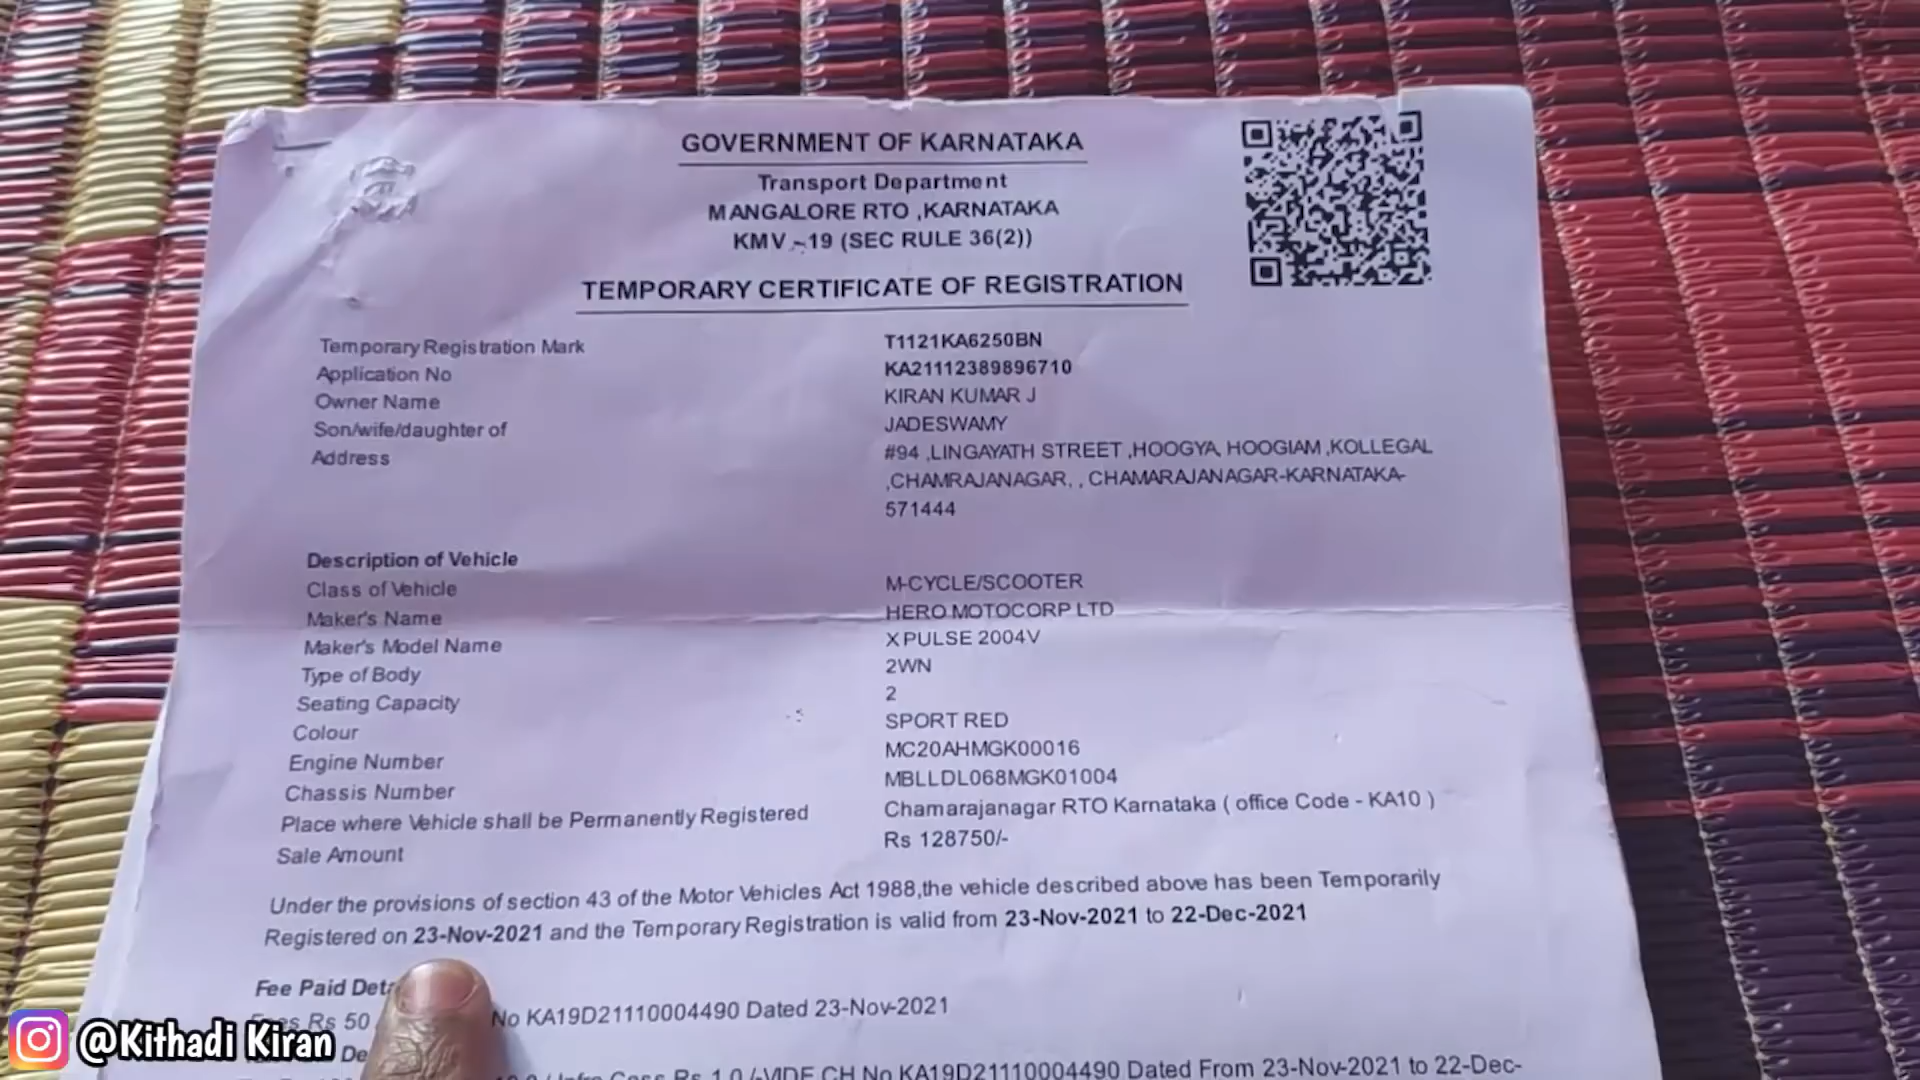 GOVERNMENT OF KARNATAKA
Transport Department
MANGALORE RTO ,KARNATAKA
KMV - 19 (SEC RULE 36(2))
TEMPORARY CERTIFICATE OF REGISTRATION
Temporary Registration Mark T1121KA6250BN
Application No KA21112389896710
Owner Name KIRAN KUMAR J
Son/wife/daughter of JADESWAMY
Address #94 ,LINGAYATH STREET ,HOOGYA, HOOGIAM ,KOLLEGAL
,CHAMRAJANAGAR, , CHAMARAJANAGAR-KARNATAKA-
571444
Description of Vehicle
Class of Vehicle M-CYCLE/SCOOTER
Maker's Name HERO MOTOCORP LTD
Maker's Model Name XPULSE 2004V
Type of Body 2WN
Seating Capacity 2
Colour SPORT RED
Engine Number MC20AHMGK00016
Chassis Number MBLLDL068MGK01004
Place where Vehicle shall be Permanently Registered Chamarajanagar RTO Karnataka ( office Code - KA10 )
Sale Amount Rs 128750/-
Under the provisions of section 43 of the Motor Vehicles Act 1988,the vehicle described above has been Temporarily
Registered on 23-Nov-2021 and the Temporary Registration is valid from 23-Nov-2021 to 22-Dec-2021
Fee Paid
Rs 50 No KA19D21110004490 Dated 23-Nov-2021
Rs 1.0 /-VIDE CH No KA19D21110004490 Dated From 23-Nov-2021 to 22-Dec-
@Kithadi Kiran